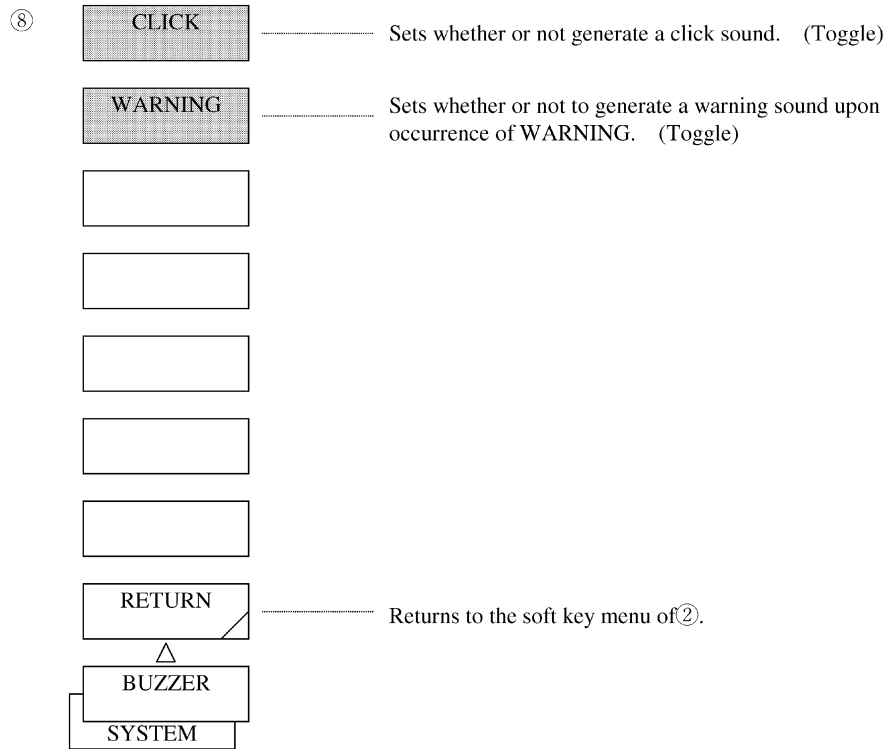 ⑧
CLICK
Sets whether or not generate a click sound. (Toggle)
WARNING
Sets whether or not to generate a warning sound upon
occurrence of WARNING. (Toggle)
RETURN
Returns to the soft key menu of②.
BUZZER
SYSTEM